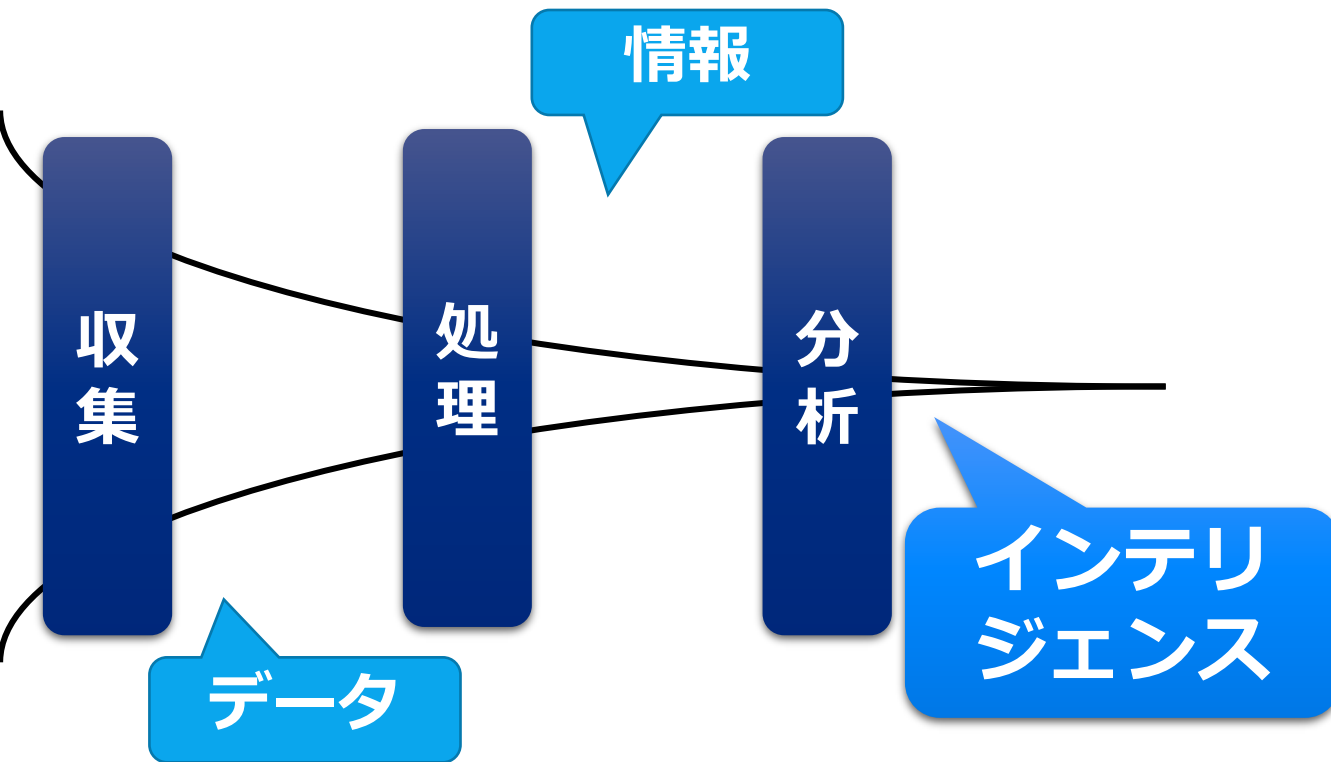 情報
収集
処理
分析
データ
インテリ
ジェンス